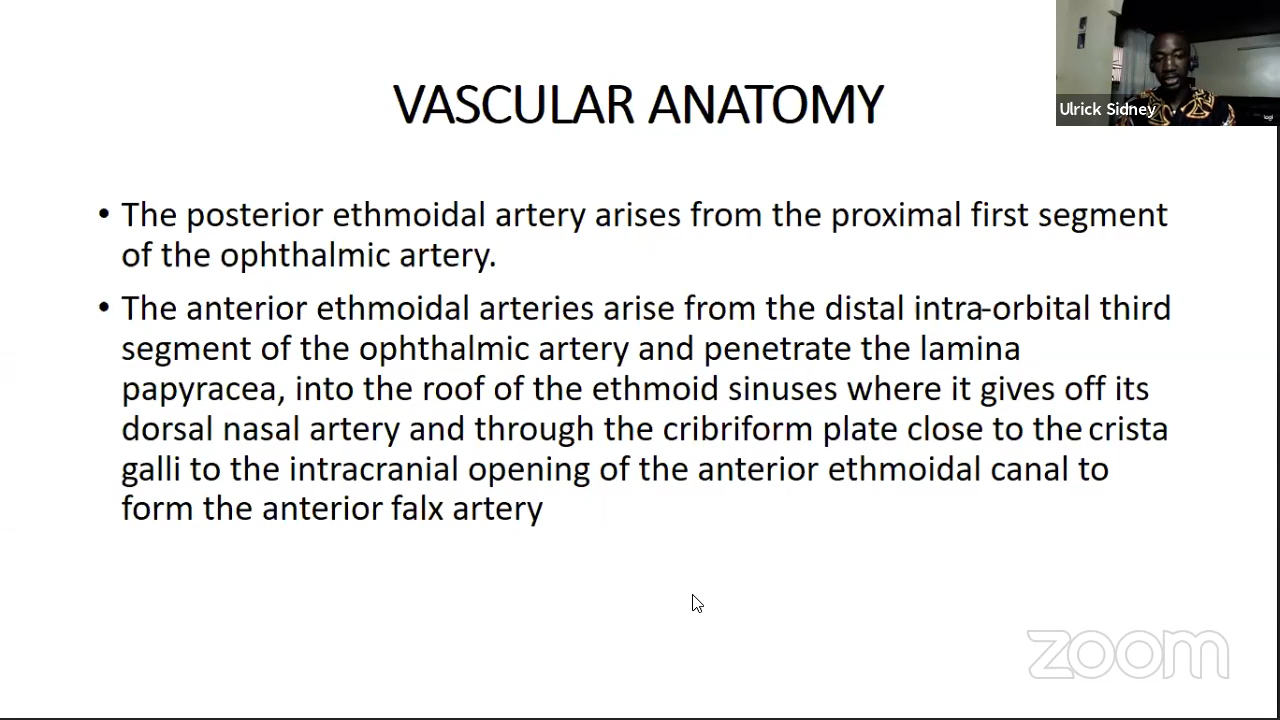 VASCULAR ANATOMY
Ulrick Sidney
logi
• The posterior ethmoidal artery arises from the proximal first segment
of the ophthalmic artery.
• The anterior ethmoidal arteries arise from the distal intra-orbital third
segment of the ophthalmic artery and penetrate the lamina
papyracea, into the roof of the ethmoid sinuses where it gives off its
dorsal nasal artery and through the cribriform plate close to the crista
galli to the intracranial opening of the anterior ethmoidal canal to
form the anterior falx artery
zoom